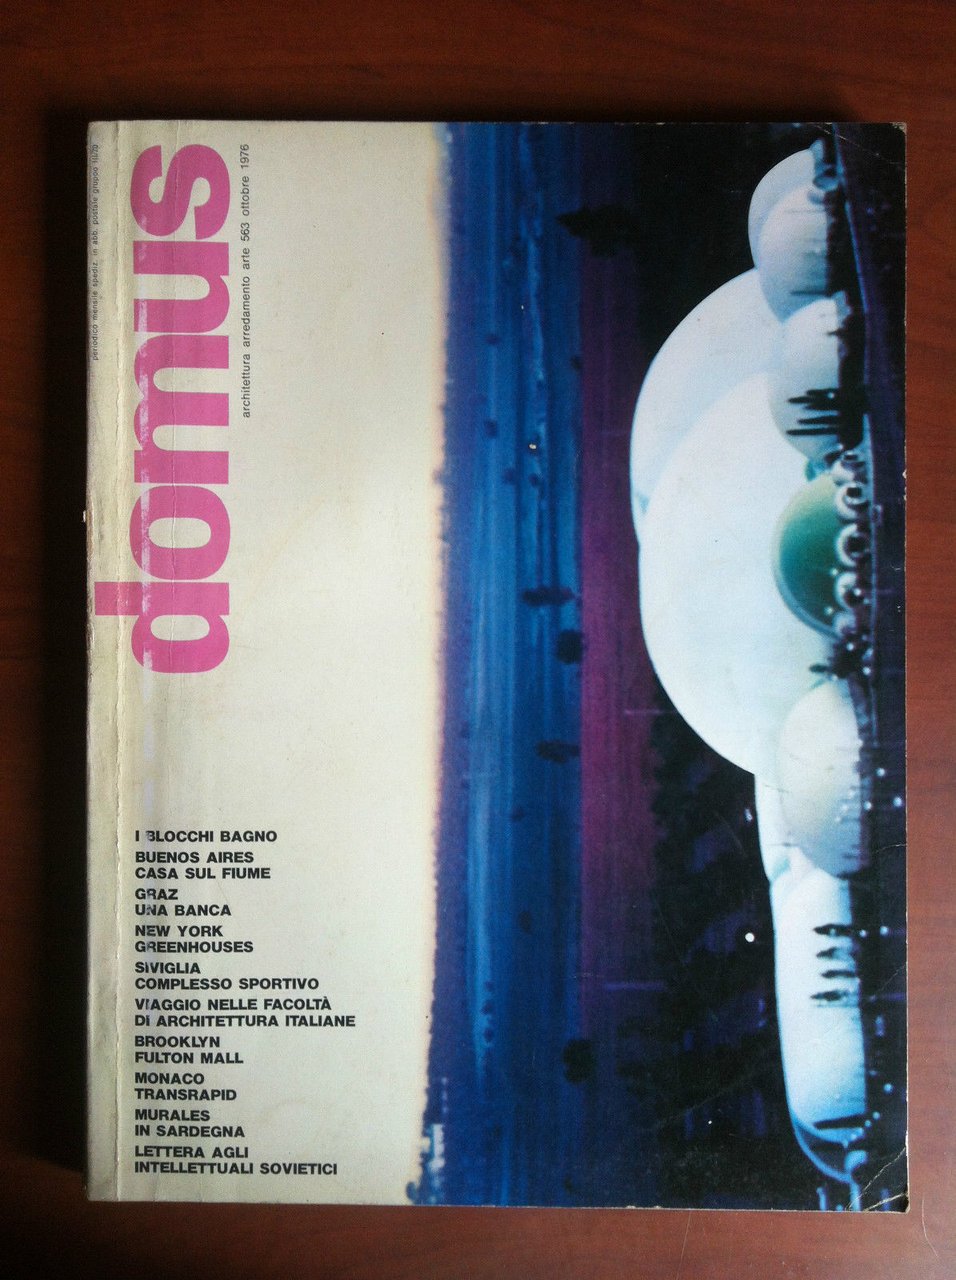 periodico mensile spediz. in abb. postale gruppo III/70
domus
architettura arredamento arte 563 ottobre 1976
I BLOCCHI BAGNO
BUENOS AIRES
CASA SUL FIUME
GRAZ
UNA BANCA
NEW YORK
GREENHOUSES
SIVIGLIA
COMPLESSO SPORTIVO
VIAGGIO NELLE FACOLTÀ
Di ARCHITETTURA ITALIANE
BROOKLYN
FULTON MALL
MONACO
TRANSRAPID
MURALES
IN SARDEGNA
LETTERA AGLI
INTELLETTUALI SOVIETICI